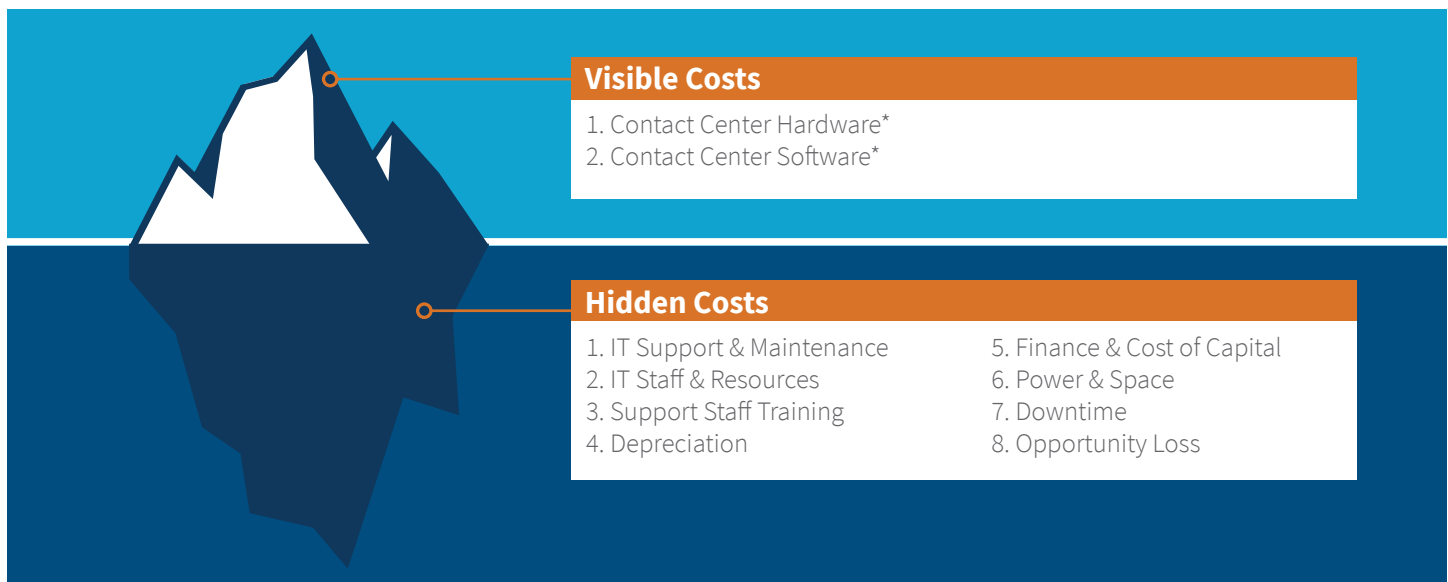 Visible Costs
1. Contact Center Hardware*
2. Contact Center Software*
Hidden Costs
1. IT Support & Maintenance
2. IT Staff & Resources
3. Support Staff Training
4. Depreciation
5. Finance & Cost of Capital
6. Power & Space
7. Downtime
8. Opportunity Loss